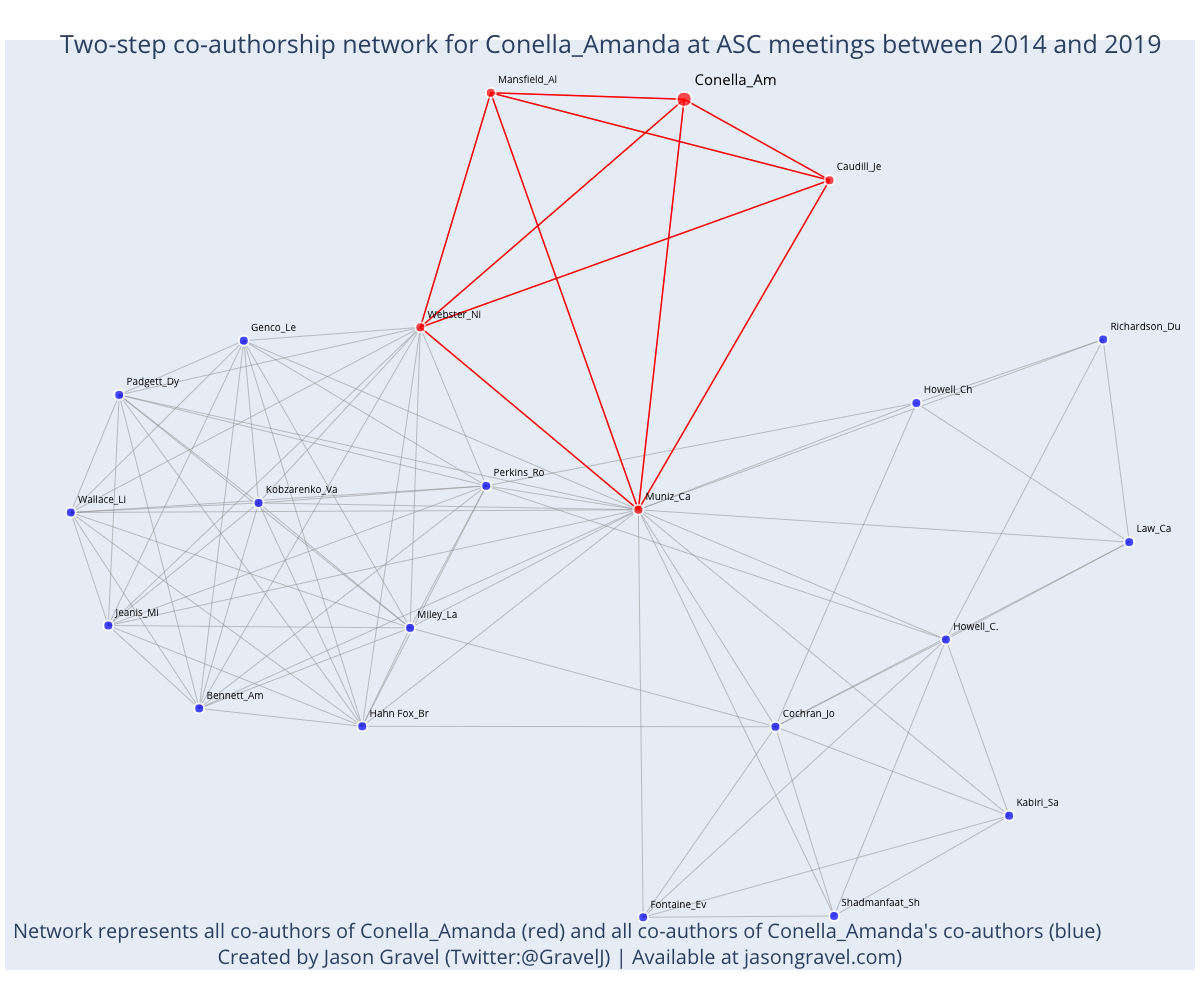 Two-step co-authorship network for Conella_Amanda at ASC meetings between 2014 and 2019
Mansfield_Al
Conella_Am
Caudill_Je
Webster_Ni
Genco_Le
Richardson_Du
Padgett_Dy
Howell_Ch
Perkins_Ro
Kobzarenko_Va
Wallace_Li
Muniz_Ca
Law_Ca
Jeanis_Mi
Miley_La
Howell_C.
Bennett_Am
Hahn Fox_Br
Cochran_Jo
Kabiri_Sa
Fontaine_Ev
Shadmanfaat_Sh
Network represents all co-authors of Conella_Amanda (red) and all co-authors of Conella_Amanda's co-authors (blue)
Created by Jason Gravel (Twitter:@GravelJ) | Available at jasongravel.com)